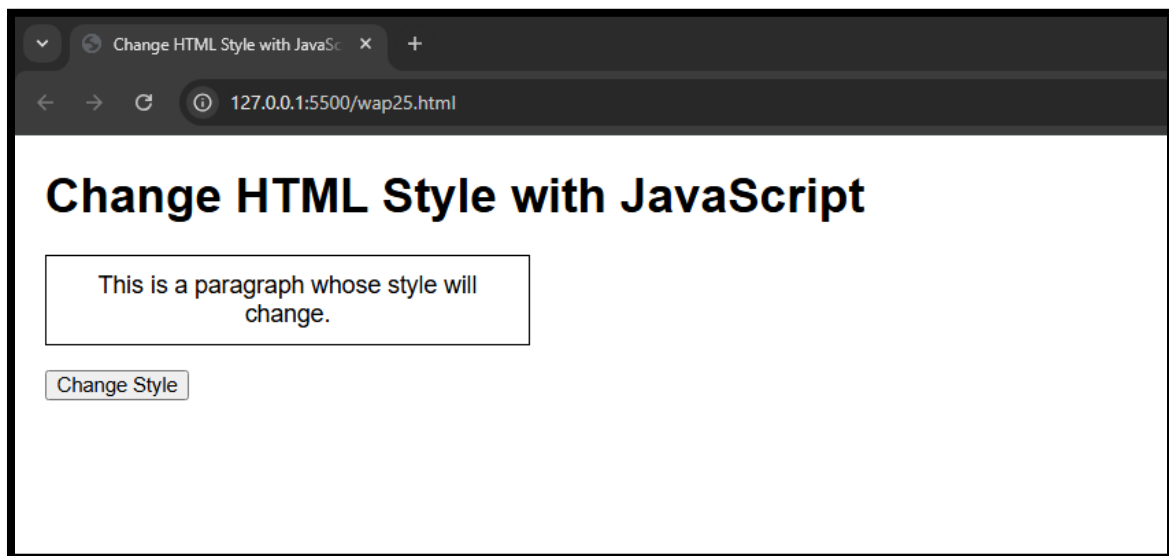 Change HTML Style with JavaSc
127.0.0.1:5500/wap25.html
Change HTML Style with JavaScript
This is a paragraph whose style will
change.
Change Style